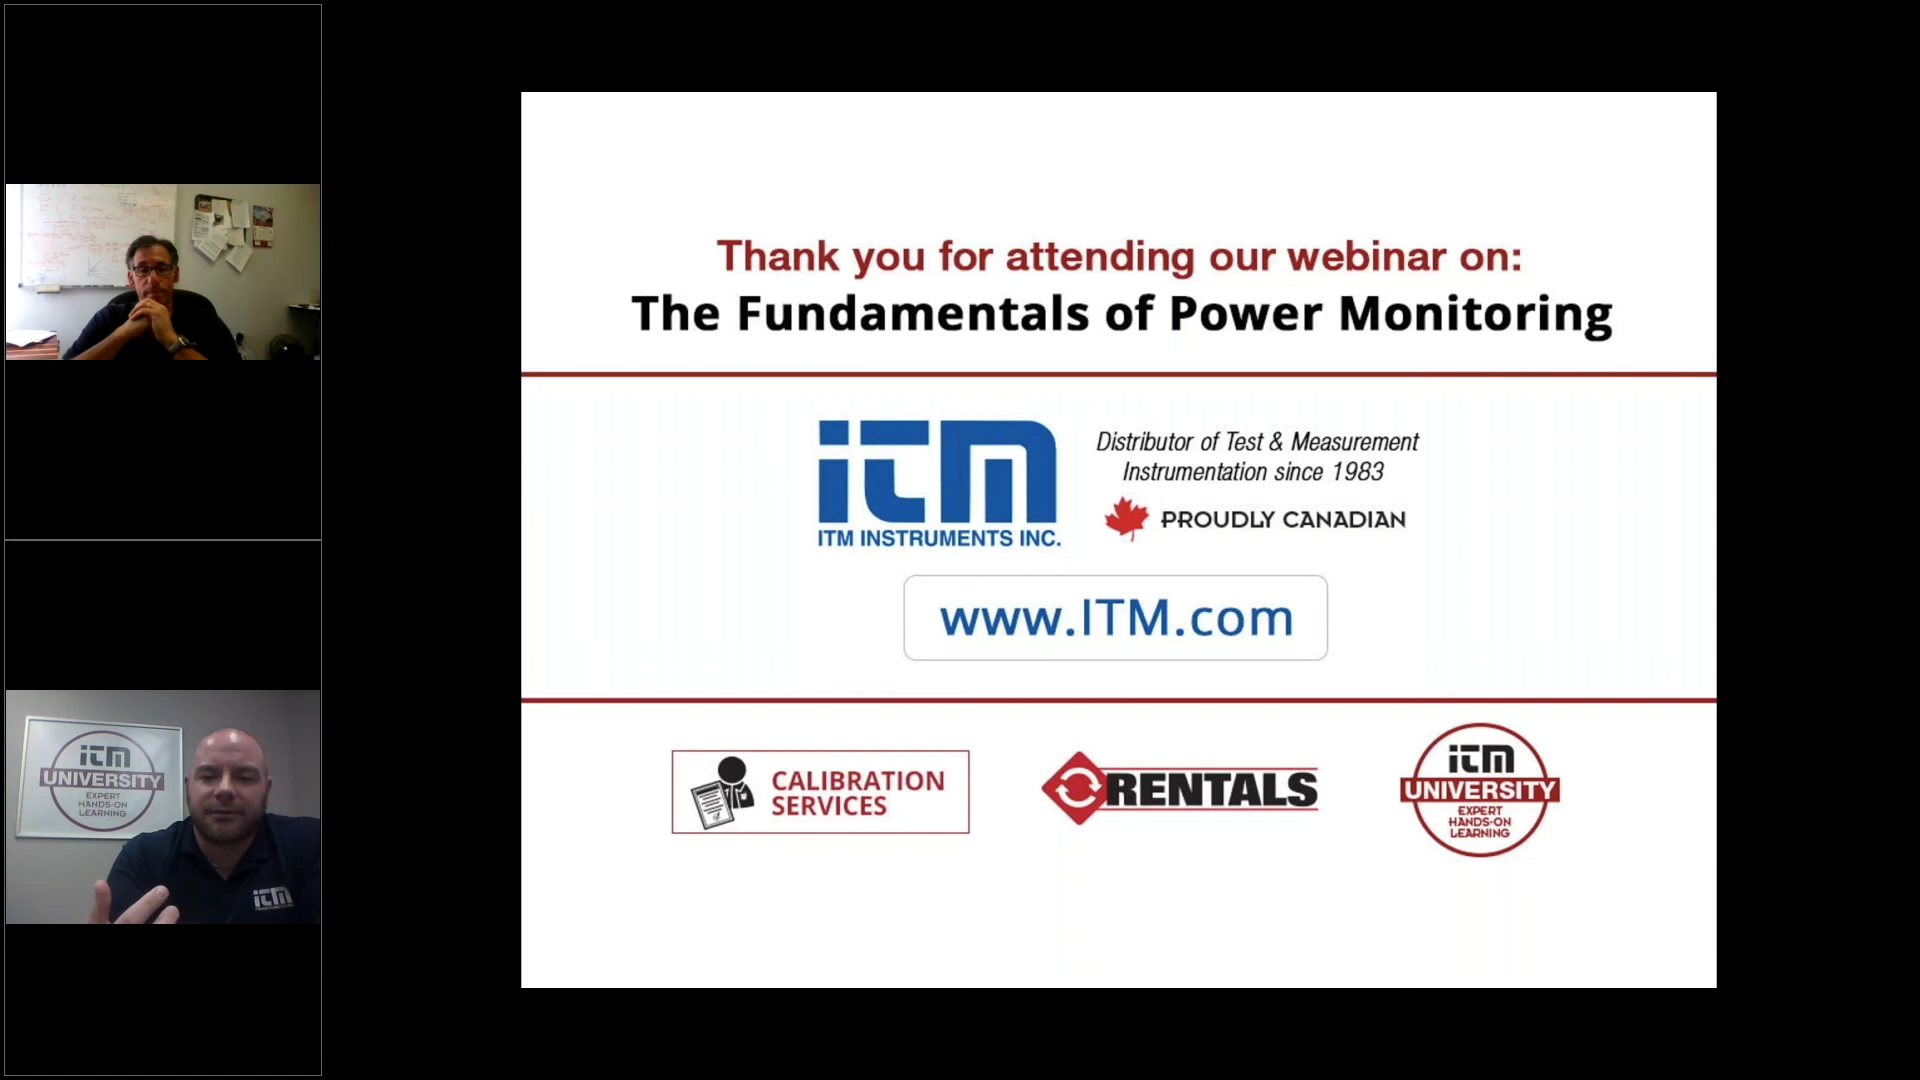 Thank you for attending our webinar on:
The Fundamentals of Power Monitoring
iTM
ITM INSTRUMENTS INC.
Distributor of Test & Measurement
Instrumentation since 1983
PROUDLY CANADIAN
www.ITM.com
CALIBRATION
SERVICES
RENTALS
iTM
UNIVERSITY
EXPERT
HANDS-ON
LEARNING
iTM
UNIVERSITY
EXPERT
HANDS-ON
LEARNING
iTM